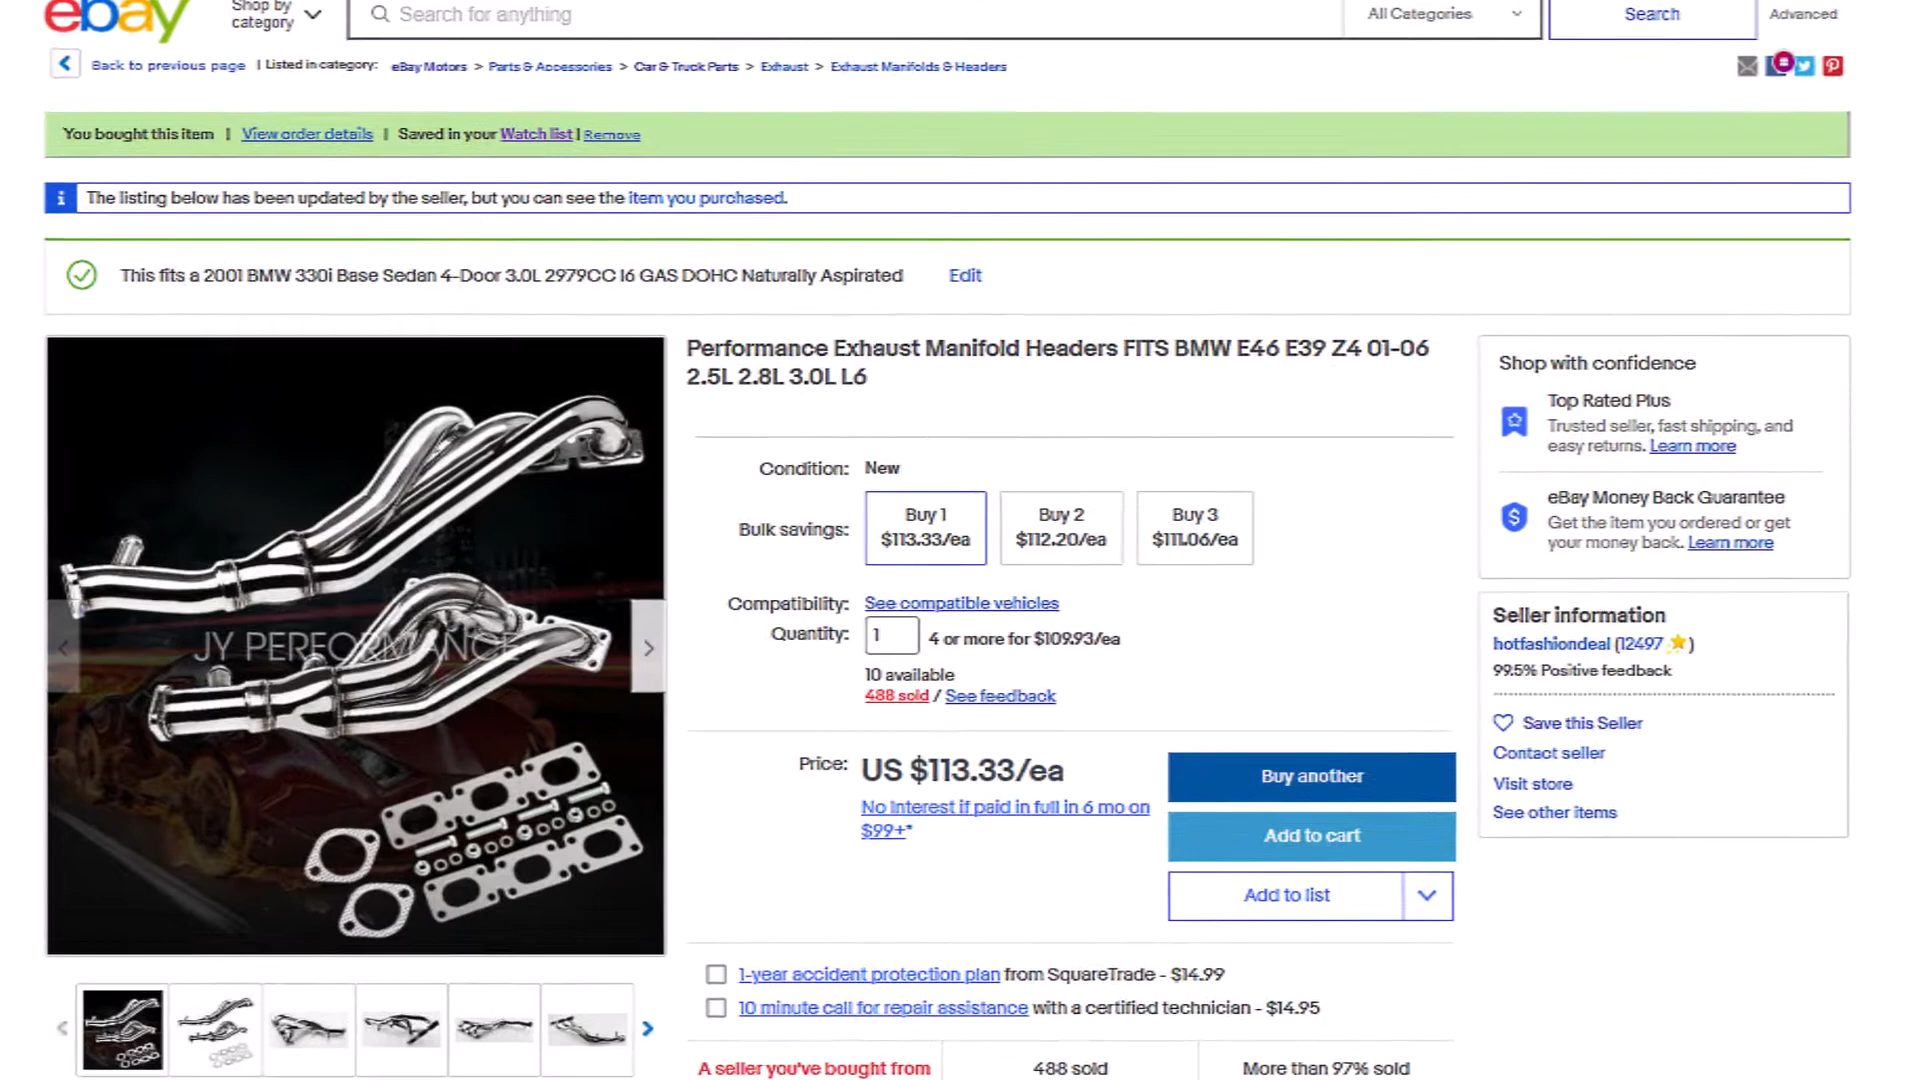 ebay
Shop by
category
Search for anything
All Categories
Search
Advanced
Back to previous page | Listed in category: eBay Motors > Parts & Accessories > Car & Truck Parts > Exhaust > Exhaust Manifolds & Headers
You bought this item | View order details | Saved in your Watch list | Remove
The listing below has been updated by the seller, but you can see the item you purchased.
This fits a 2001 BMW 330i Base Sedan 4-Door 3.0L 2979CC I6 GAS DOHC Naturally Aspirated Edit
JY PERFORMANCE
Performance Exhaust Manifold Headers FITS BMW E46 E39 Z4 01-06
2.5L 2.8L 3.0L L6
Condition: New
Bulk savings:
Buy 1
$113.33/ea
Buy 2
$112.20/ea
Buy 3
$111.06/ea
Compatibility: See compatible vehicles
Quantity: 1 4 or more for $109.93/ea
10 available
488 sold / See feedback
Price: US $113.33/ea
No Interest if paid in full in 6 mo on
$99+*
Buy another
Add to cart
Add to list
1-year accident protection plan from SquareTrade - $14.99
10 minute call for repair assistance with a certified technician - $14.95
A seller you've bought from
488 sold
More than 97% sold
Shop with confidence
Top Rated Plus
Trusted seller, fast shipping, and
easy returns. Learn more
eBay Money Back Guarantee
Get the item you ordered or get
your money back. Learn more
Seller information
hotfashiondeal (12497)
99.5% Positive feedback
Save this Seller
Contact seller
Visit store
See other items